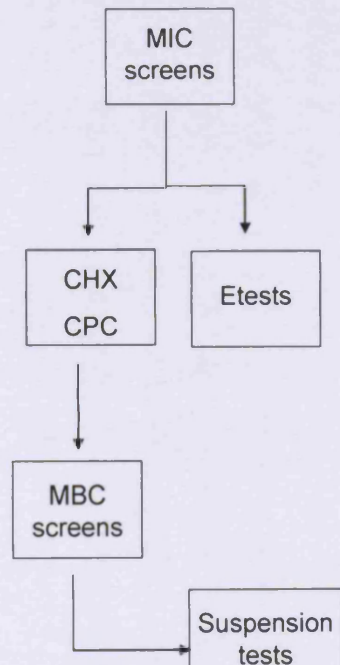 MIC
screens
CHX
CPC
Etests
MBC
screens
Suspension
tests